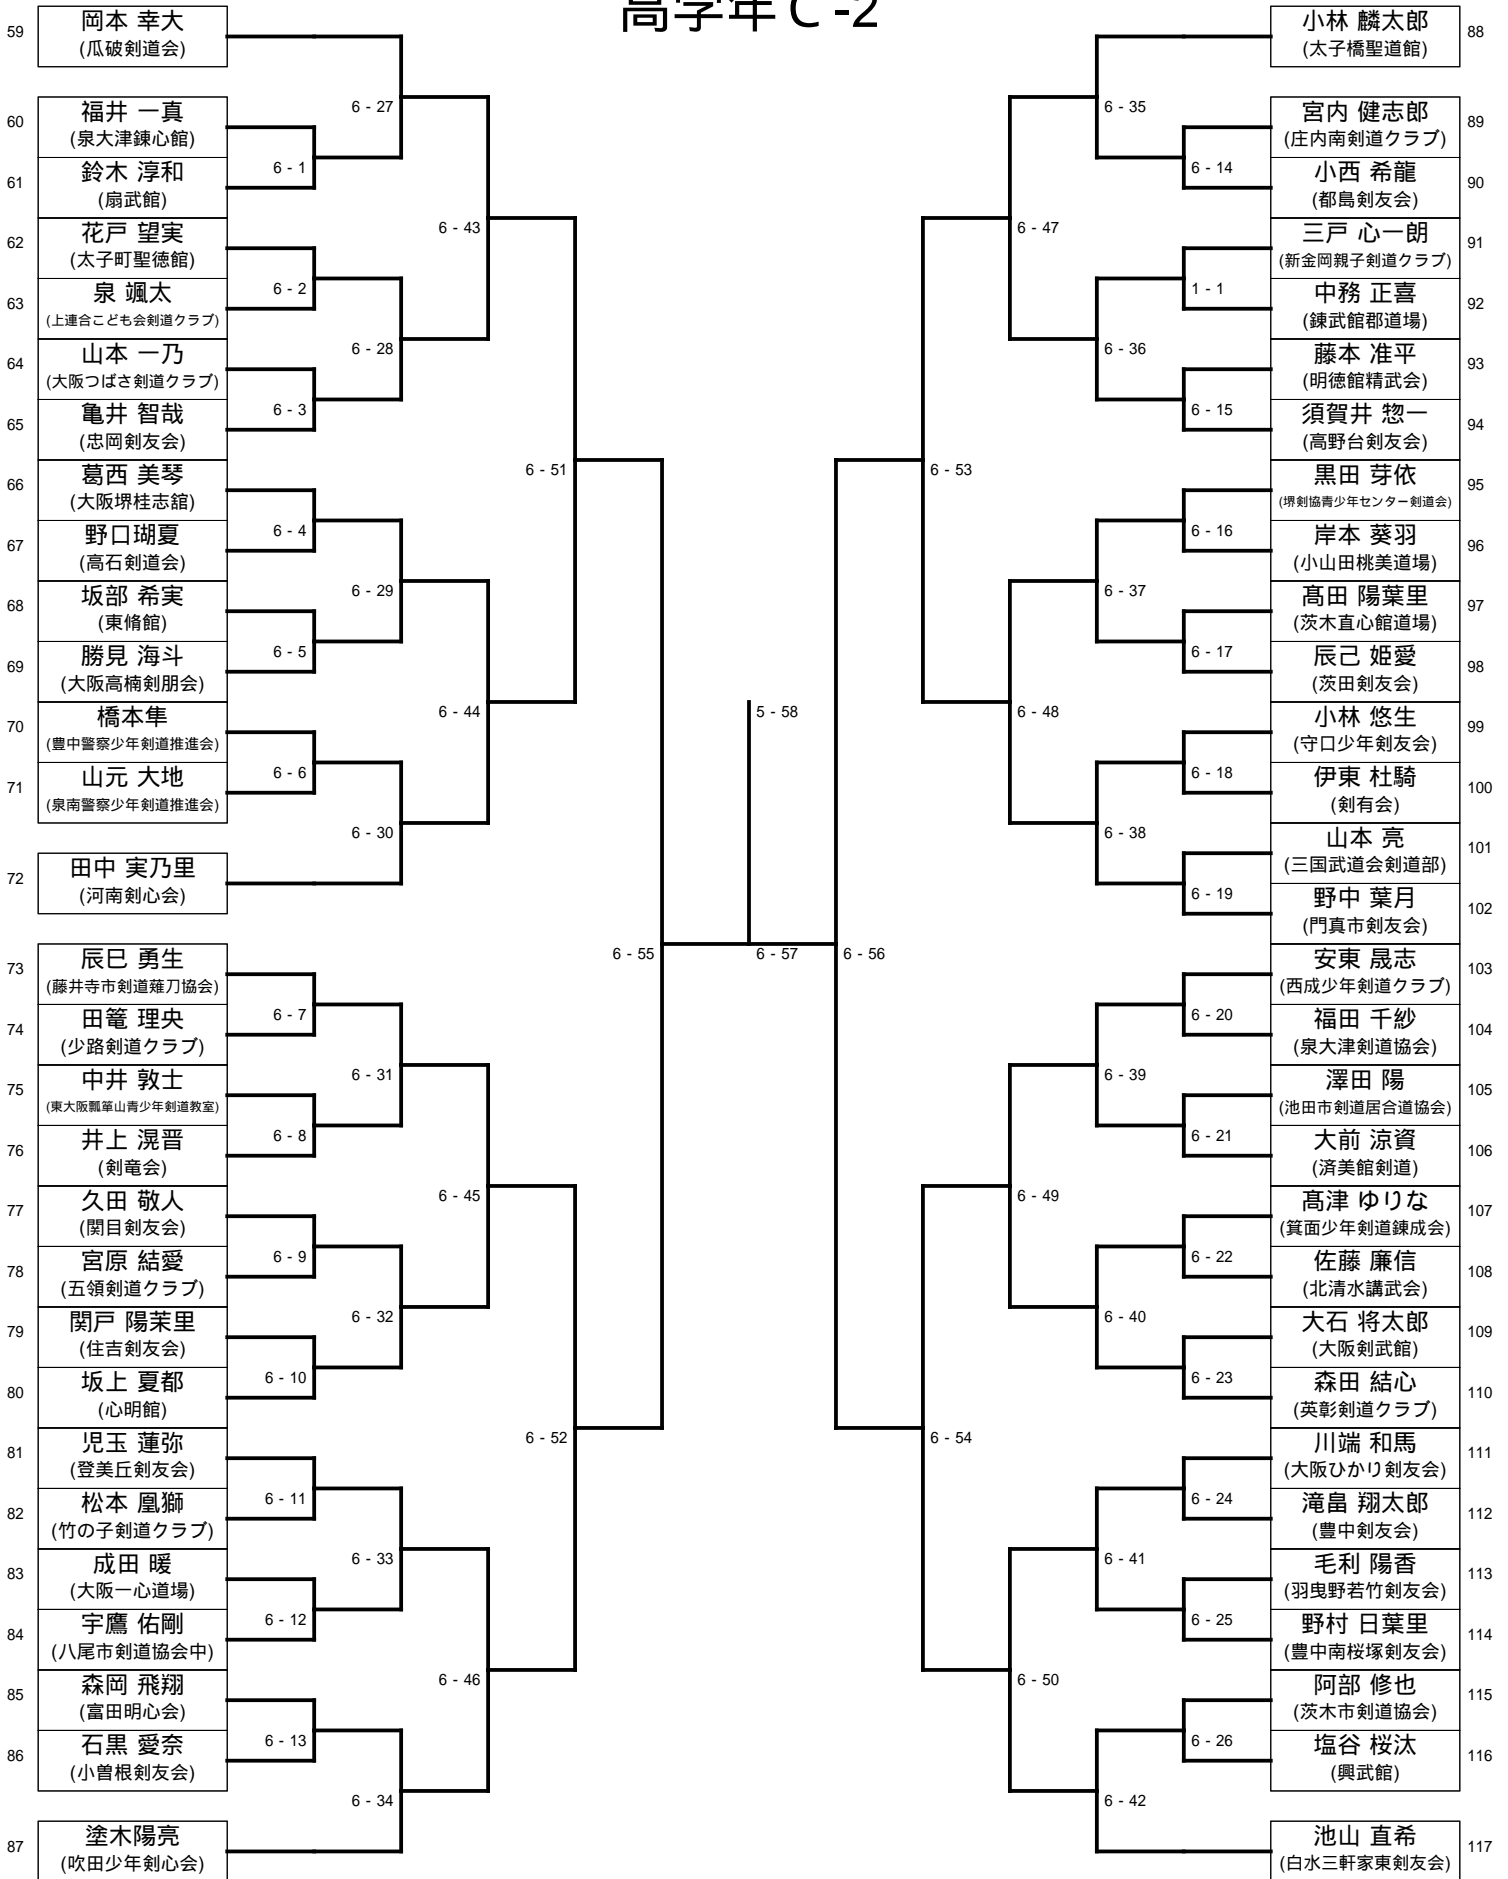 高学年Ｃ-2
59
岡本 幸大
(瓜破剣道会)
60
福井 一真
(泉大津錬心館)
61
鈴木 淳和
(扇武館)
62
花戸 望実
(太子町聖徳館)
63
泉 颯太
(上連合こども会剣道クラブ)
64
山本 一乃
(大阪つばさ剣道クラブ)
65
亀井 智哉
(忠岡剣友会)
66
葛西 美琴
(大阪堺桂志舘)
67
野口瑚夏
(高石剣道会)
68
坂部 希実
(東脩館)
69
勝見 海斗
(大阪高楠剣朋会)
70
橋本隼
(豊中警察少年剣道推進会)
71
山元 大地
(泉南警察少年剣道推進会)
72
田中 実乃里
(河南剣心会)
73
辰巳 勇生
(藤井寺市剣道薙刀協会)
74
田篭 理央
(少路剣道クラブ)
75
中井 敦士
(東大阪瓢箪山青少年剣道教室)
76
井上 滉晋
(剣竜会)
77
久田 敬人
(関目剣友会)
78
宮原 結愛
(五領剣道クラブ)
79
関戸 陽茉里
(住吉剣友会)
80
坂上 夏都
(心明館)
81
児玉 蓮弥
(登美丘剣友会)
82
松本 凰獅
(竹の子剣道クラブ)
83
成田 暖
(大阪一心道場)
84
宇鷹 佑剛
(八尾市剣道協会中)
85
森岡 飛翔
(富田明心会)
86
石黒 愛奈
(小曽根剣友会)
87
塗木陽亮
(吹田少年剣心会)
6 - 1
6 - 2
6 - 3
6 - 4
6 - 5
6 - 6
6 - 7
6 - 8
6 - 9
6 - 10
6 - 11
6 - 12
6 - 13
6 - 27
6 - 28
6 - 29
6 - 30
6 - 31
6 - 32
6 - 33
6 - 34
6 - 43
6 - 44
6 - 45
6 - 46
6 - 51
6 - 52
6 - 55
5 - 58
6 - 57
6 - 56
6 - 53
6 - 54
6 - 47
6 - 48
6 - 49
6 - 50
6 - 35
6 - 36
6 - 37
6 - 38
6 - 39
6 - 40
6 - 41
6 - 42
6 - 14
1 - 1
6 - 15
6 - 16
6 - 17
6 - 18
6 - 19
6 - 20
6 - 21
6 - 22
6 - 23
6 - 24
6 - 25
6 - 26
小林 麟太郎
(太子橋聖道館)
88
宮内 健志郎
(庄内南剣道クラブ)
89
小西 希龍
(都島剣友会)
90
三戸 心一朗
(新金岡親子剣道クラブ)
91
中務 正喜
(錬武館郡道場)
92
藤本 准平
(明徳館精武会)
93
須賀井 惣一
(高野台剣友会)
94
黒田 芽依
(堺剣協青少年センター剣道会)
95
岸本 葵羽
(小山田桃美道場)
96
髙田 陽葉里
(茨木直心館道場)
97
辰己 姫愛
(茨田剣友会)
98
小林 悠生
(守口少年剣友会)
99
伊東 杜騎
(剣有会)
100
山本 亮
(三国武道会剣道部)
101
野中 葉月
(門真市剣友会)
102
安東 晟志
(西成少年剣道クラブ)
103
福田 千紗
(泉大津剣道協会)
104
澤田 陽
(池田市剣道居合道協会)
105
大前 涼資
(済美館剣道)
106
髙津 ゆりな
(箕面少年剣道錬成会)
107
佐藤 廉信
(北清水講武会)
108
大石 将太郎
(大阪剣武館)
109
森田 結心
(英彰剣道クラブ)
110
川端 和馬
(大阪ひかり剣友会)
111
滝畠 翔太郎
(豊中剣友会)
112
毛利 陽香
(羽曳野若竹剣友会)
113
野村 日葉里
(豊中南桜塚剣友会)
114
阿部 修也
(茨木市剣道協会)
115
塩谷 桜汰
(興武館)
116
池山 直希
(白水三軒家東剣友会)
117